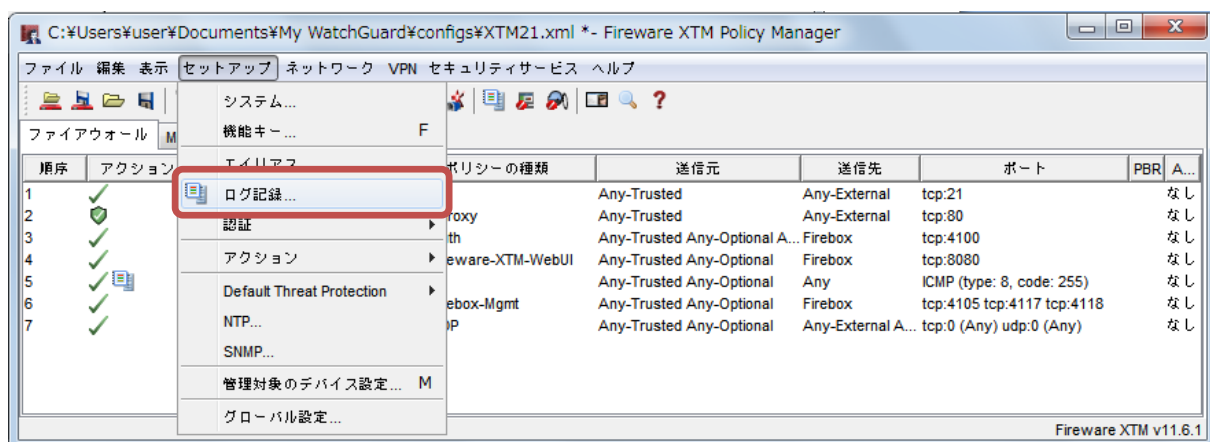 C:¥Users¥user¥Documents¥My WatchGuard¥configs¥XTM21.xml *- Fireware XTM Policy Manager
ファイル 編集 表示 セットアップ ネットワーク VPN セキュリティサービス ヘルプ
システム...
機能キー... F
エイリアス
ログ記録...
認証
アクション
Default Threat Protection
NTP...
SNMP...
管理対象のデバイス設定... M
グローバル設定...
ファイアウォール M
順序 アクション ポリシーの種類 送信元 送信先 ポート PBR A...
1 Any-Trusted Any-External tcp:21 なし
2 roxy Any-Trusted Any-External tcp:80 なし
3 th Any-Trusted Any-Optional A... Firebox tcp:4100 なし
4 eware-XTM-WebUI Any-Trusted Any-Optional Firebox tcp:8080 なし
5 Any-Trusted Any-Optional Any ICMP (type: 8, code: 255) なし
6 ebox-Mgmt Any-Trusted Any-Optional Firebox tcp:4105 tcp:4117 tcp:4118 なし
7 Any-Trusted Any-Optional Any-External A... tcp:0 (Any) udp:0 (Any) なし
Fireware XTM v11.6.1